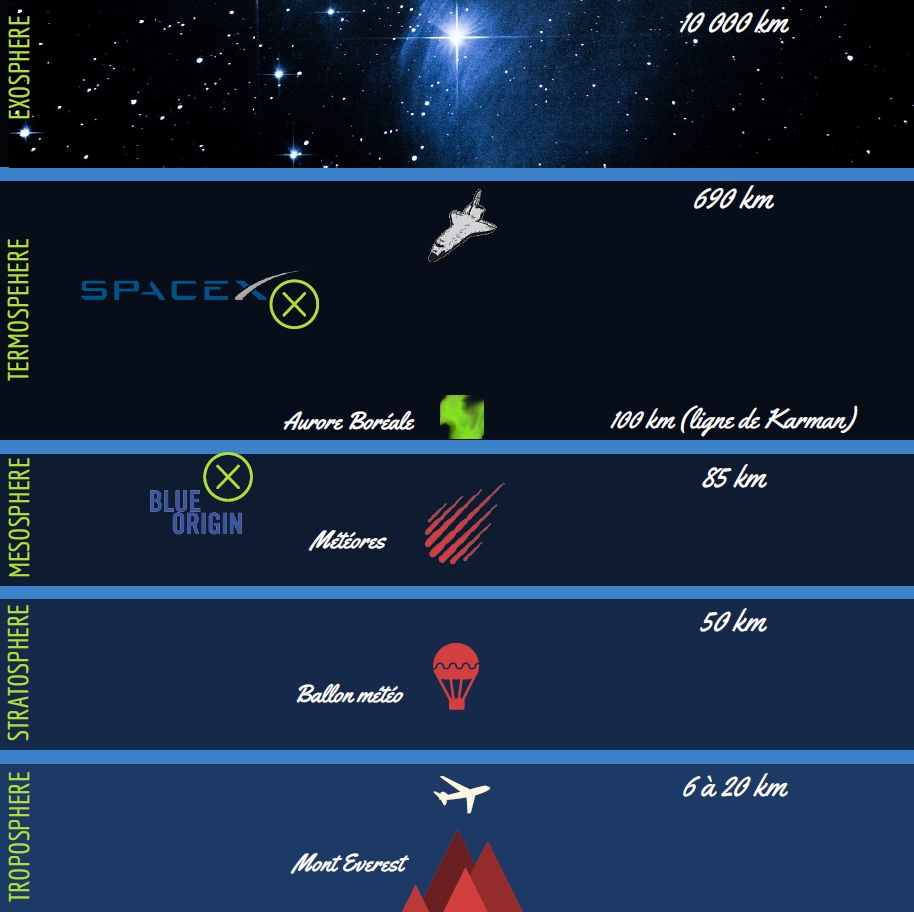 EXOSPHERE
10 000 km
TERMOSPEHERE
690 km
SPACEX
Aurore Boréale
100 km (ligne de Karman)
MESOSPHERE
85 km
BLUE
ORIGIN
Météores
STRATOSPHERE
50 km
Ballon météo
TROPOSPHERE
6 à 20 km
Mont Everest